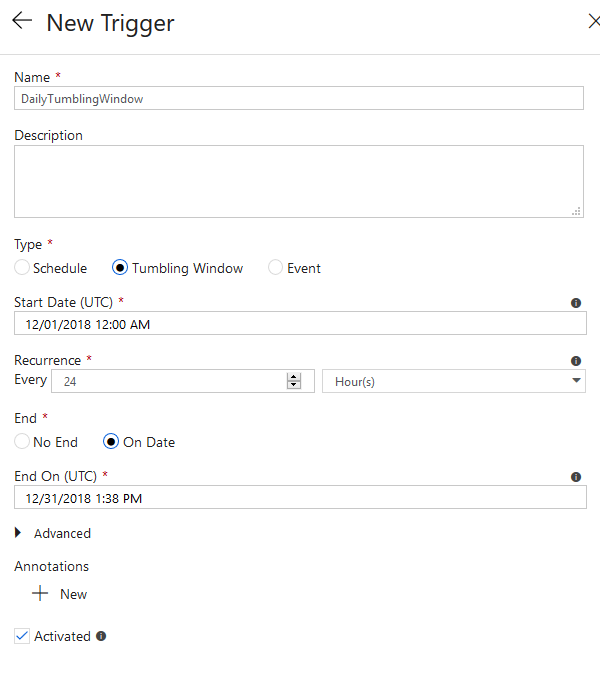 New Trigger
Name *
DailyTumblingWindow
Description
Type *
Schedule Tumbling Window Event
Start Date (UTC) *
12/01/2018 12:00 AM
Recurrence *
Every 24 Hour(s)
End *
No End On Date
End On (UTC) *
12/31/2018 1:38 PM
Advanced
Annotations
New
Activated